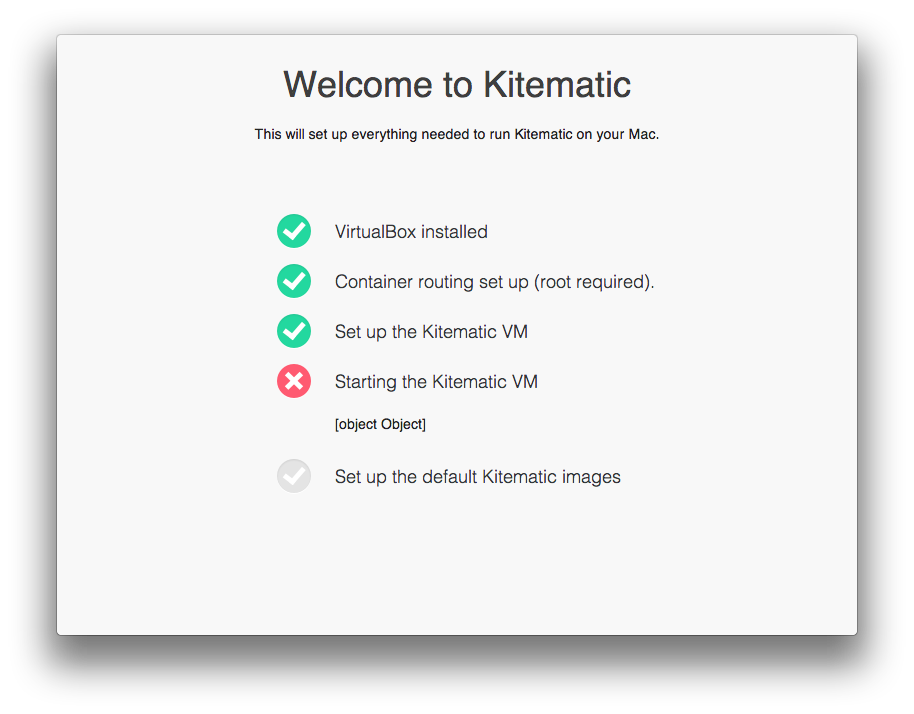 Welcome to Kitematic
This will set up everything needed to run Kitematic on your Mac.
VirtualBox installed
Container routing set up (root required).
Set up the Kitematic VM
Starting the Kitematic VM
[object Object]
Set up the default Kitematic images